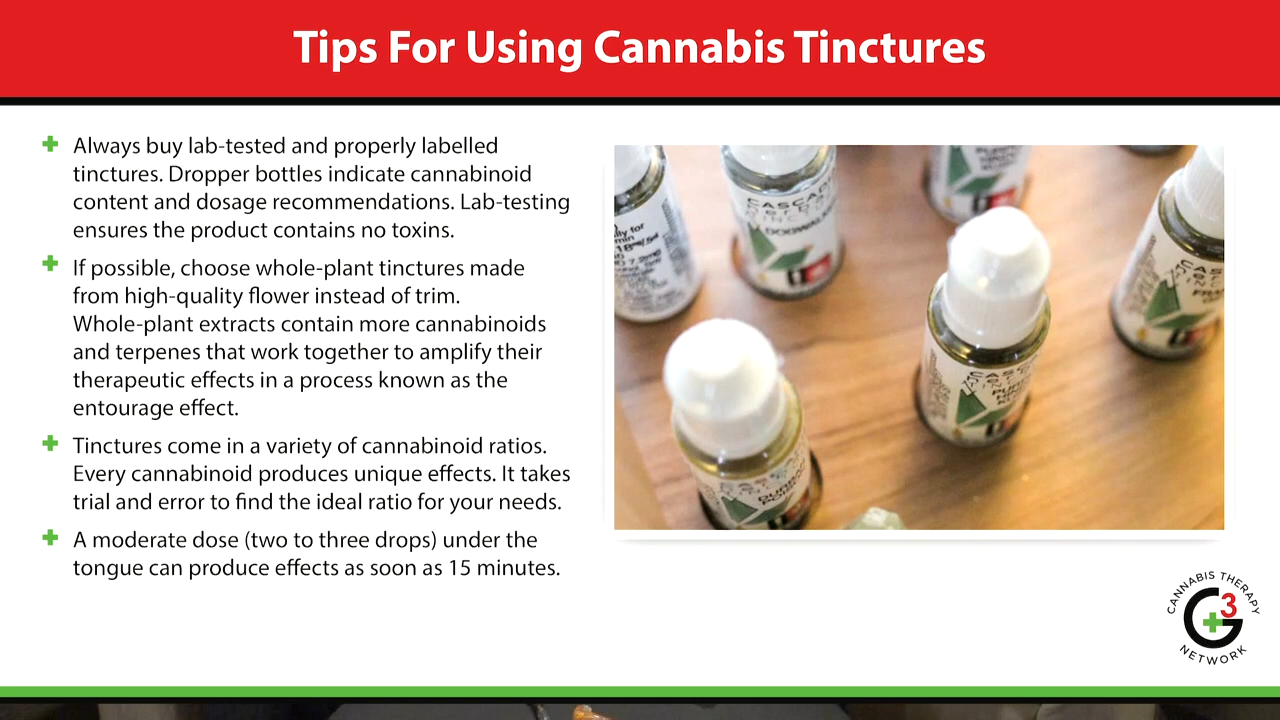 Tips For Using Cannabis Tinctures
Always buy lab-tested and properly labelled
tinctures. Dropper bottles indicate cannabinoid
content and dosage recommendations. Lab-testing
ensures the product contains no toxins.
If possible, choose whole-plant tinctures made
from high-quality flower instead of trim.
Whole-plant extracts contain more cannabinoids
and terpenes that work together to amplify their
therapeutic effects in a process known as the
entourage effect.
Tinctures come in a variety of cannabinoid ratios.
Every cannabinoid produces unique effects. It takes
trial and error to find the ideal ratio for your needs.
A moderate dose (two to three drops) under the
tongue can produce effects as soon as 15 minutes.
CANNABIS THERAPY
G3
NETWORK